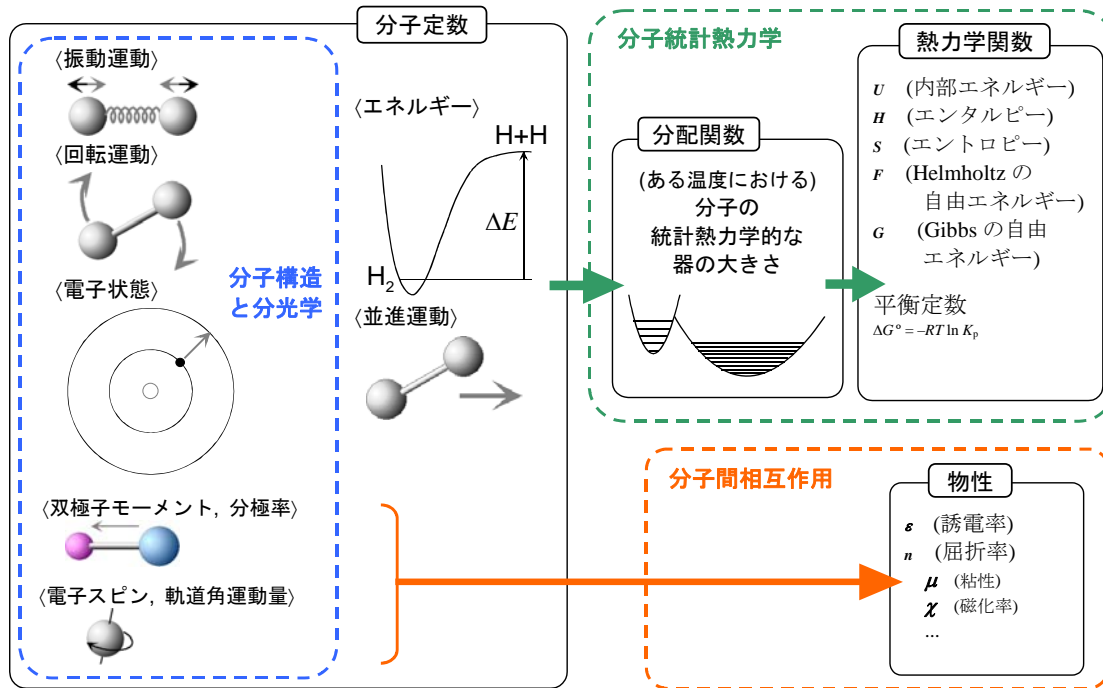 分子定数
〈振動運動〉
〈回転運動〉
〈電子状態〉
分子構造
と分光学
〈双極子モーメント, 分極率〉
〈電子スピン, 軌道角運動量〉
〈エネルギー〉
H+H
ΔE
H2
〈並進運動〉
分子統計熱力学
分配関数
(ある温度における)
分子の
統計熱力学的な
器の大きさ
熱力学関数
U (内部エネルギー)
H (エンタルピー)
S (エントロピー)
F (Helmholtz の
自由エネルギー)
G (Gibbs の自由
エネルギー)
平衡定数
ΔG° = –RT ln Kp
分子間相互作用
物性
ε (誘電率)
n (屈折率)
μ (粘性)
χ (磁化率)
...